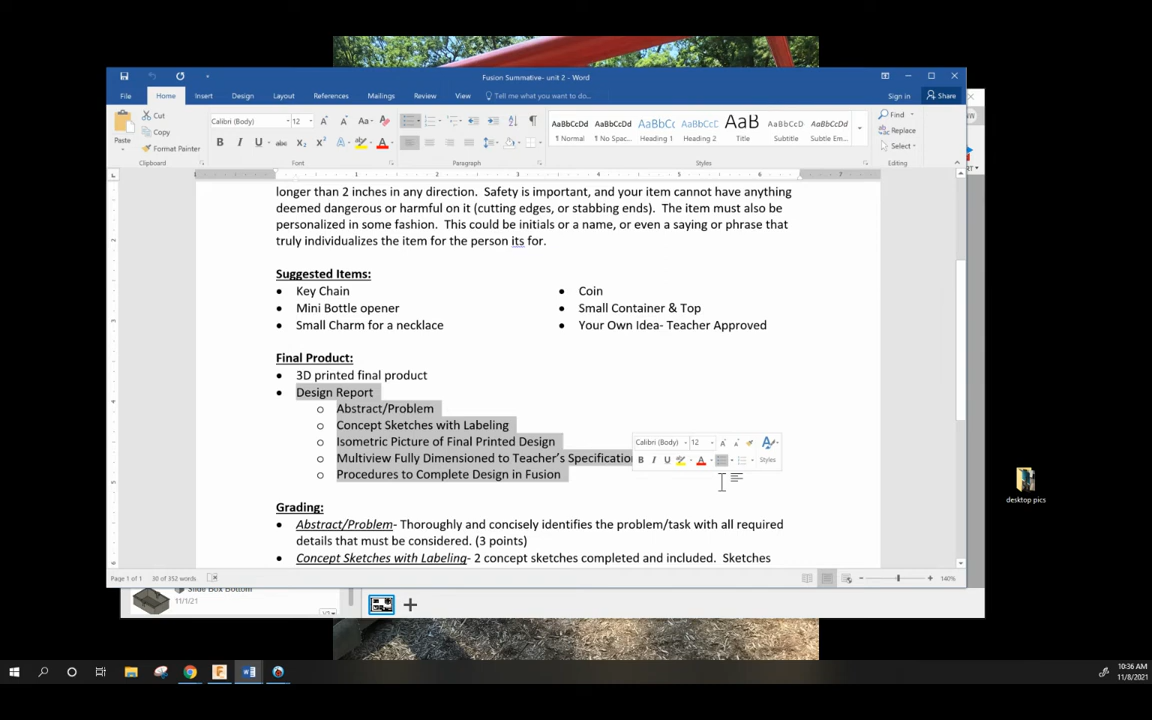 Fusion Summative- unit 2 - Word
File Home Insert Design Layout References Mailings Review View Tell me what you want to do...
Sign in Share
Paste
Cut
Copy
Format Painter
Clipboard
Calibri (Body) 12
Font
Paragraph
AaBbCcDd AaBbCcDd AaBbCc AaBbCcC AaB AaBbCcD AaBbCcDd
¶ Normal ¶ No Spac... Heading 1 Heading 2 Title Subtitle Subtle Em...
Styles
Find
Replace
Select
Editing
longer than 2 inches in any direction. Safety is important, and your item cannot have anything
deemed dangerous or harmful on it (cutting edges, or stabbing ends). The item must also be
personalized in some fashion. This could be initials or a name, or even a saying or phrase that
truly individualizes the item for the person its for.
Suggested Items:
• Key Chain
• Mini Bottle opener
• Small Charm for a necklace
• Coin
• Small Container & Top
• Your Own Idea- Teacher Approved
Final Product:
• 3D printed final product
• Design Report
o Abstract/Problem
o Concept Sketches with Labeling
o Isometric Picture of Final Printed Design
o Multiview Fully Dimensioned to Teacher's Specification
o Procedures to Complete Design in Fusion
Calibri (Body) 12
B I U
Styles
Grading:
• Abstract/Problem- Thoroughly and concisely identifies the problem/task with all required
details that must be considered. (3 points)
• Concept Sketches with Labeling- 2 concept sketches completed and included. Sketches
Page 1 of 1 30 of 352 words
140%
Slide Box Bottom
11/1/21
desktop pics
10:36 AM
11/8/2021